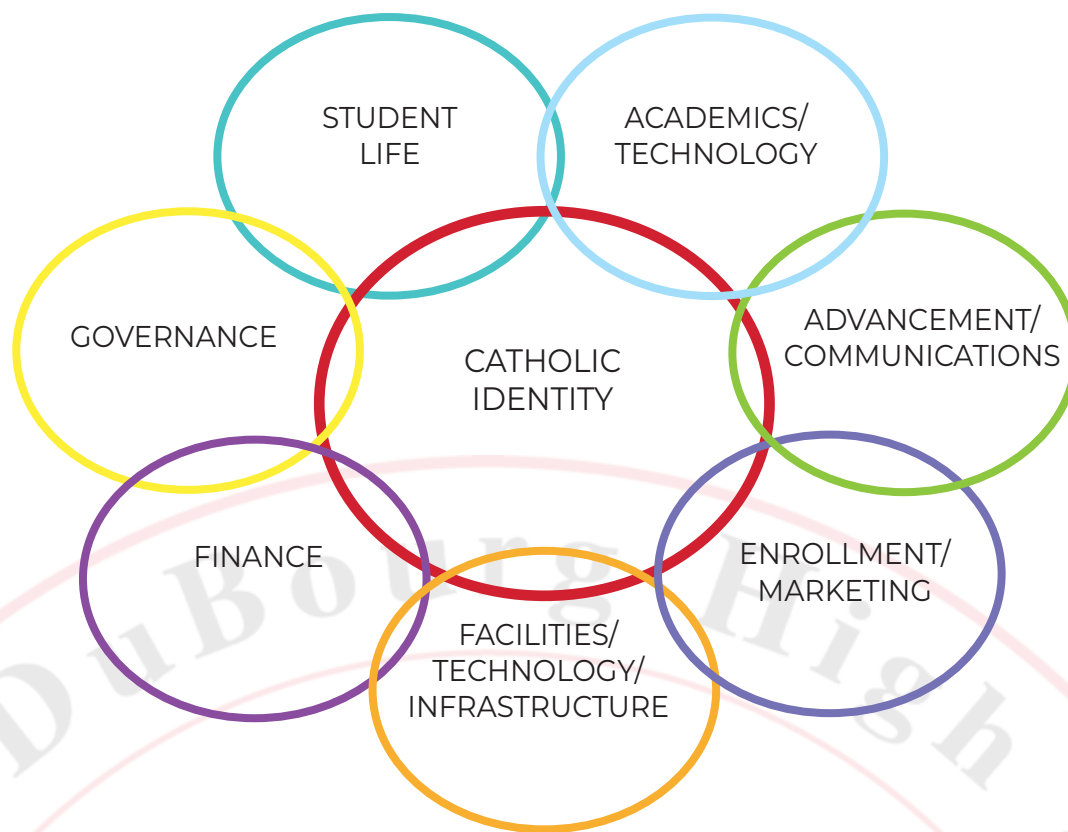 STUDENT
LIFE
ACADEMICS/
TECHNOLOGY
GOVERNANCE
ADVANCEMENT/
COMMUNICATIONS
CATHOLIC
IDENTITY
FINANCE
ENROLLMENT/
MARKETING
FACILITIES/
TECHNOLOGY/
INFRASTRUCTURE
DuBourg High